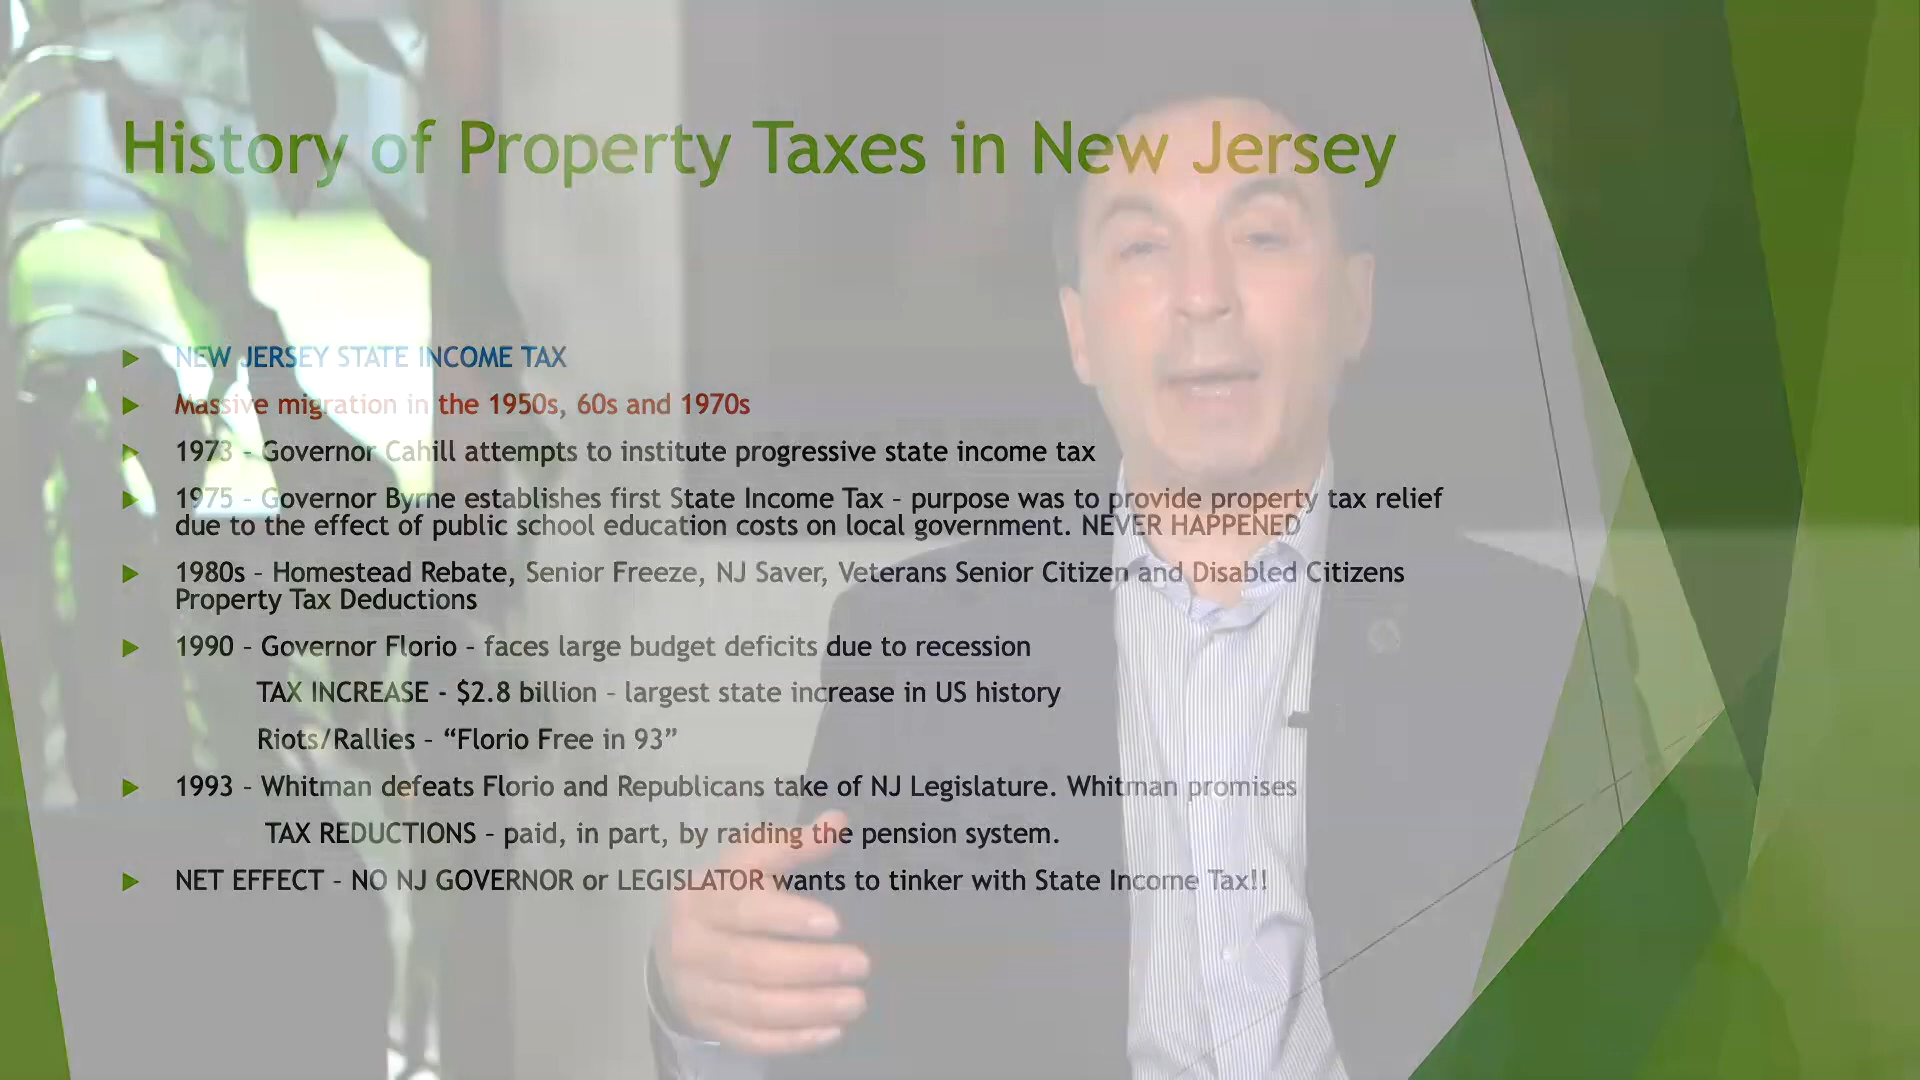 History of Property Taxes in New Jersey
NEW JERSEY STATE INCOME TAX
Massive migration in the 1950s, 60s and 1970s
1973 – Governor Cahill attempts to institute progressive state income tax
1975 – Governor Byrne establishes first State Income Tax – purpose was to provide property tax relief
due to the effect of public school education costs on local government. NEVER HAPPENED
1980s – Homestead Rebate, Senior Freeze, NJ Saver, Veterans Senior Citizen and Disabled Citizens
Property Tax Deductions
1990 – Governor Florio – faces large budget deficits due to recession
TAX INCREASE - $2.8 billion – largest state increase in US history
Riots/Rallies – “Florio Free in 93”
1993 – Whitman defeats Florio and Republicans take of NJ Legislature. Whitman promises
TAX REDUCTIONS – paid, in part, by raiding the pension system.
NET EFFECT – NO NJ GOVERNOR or LEGISLATOR wants to tinker with State Income Tax!!